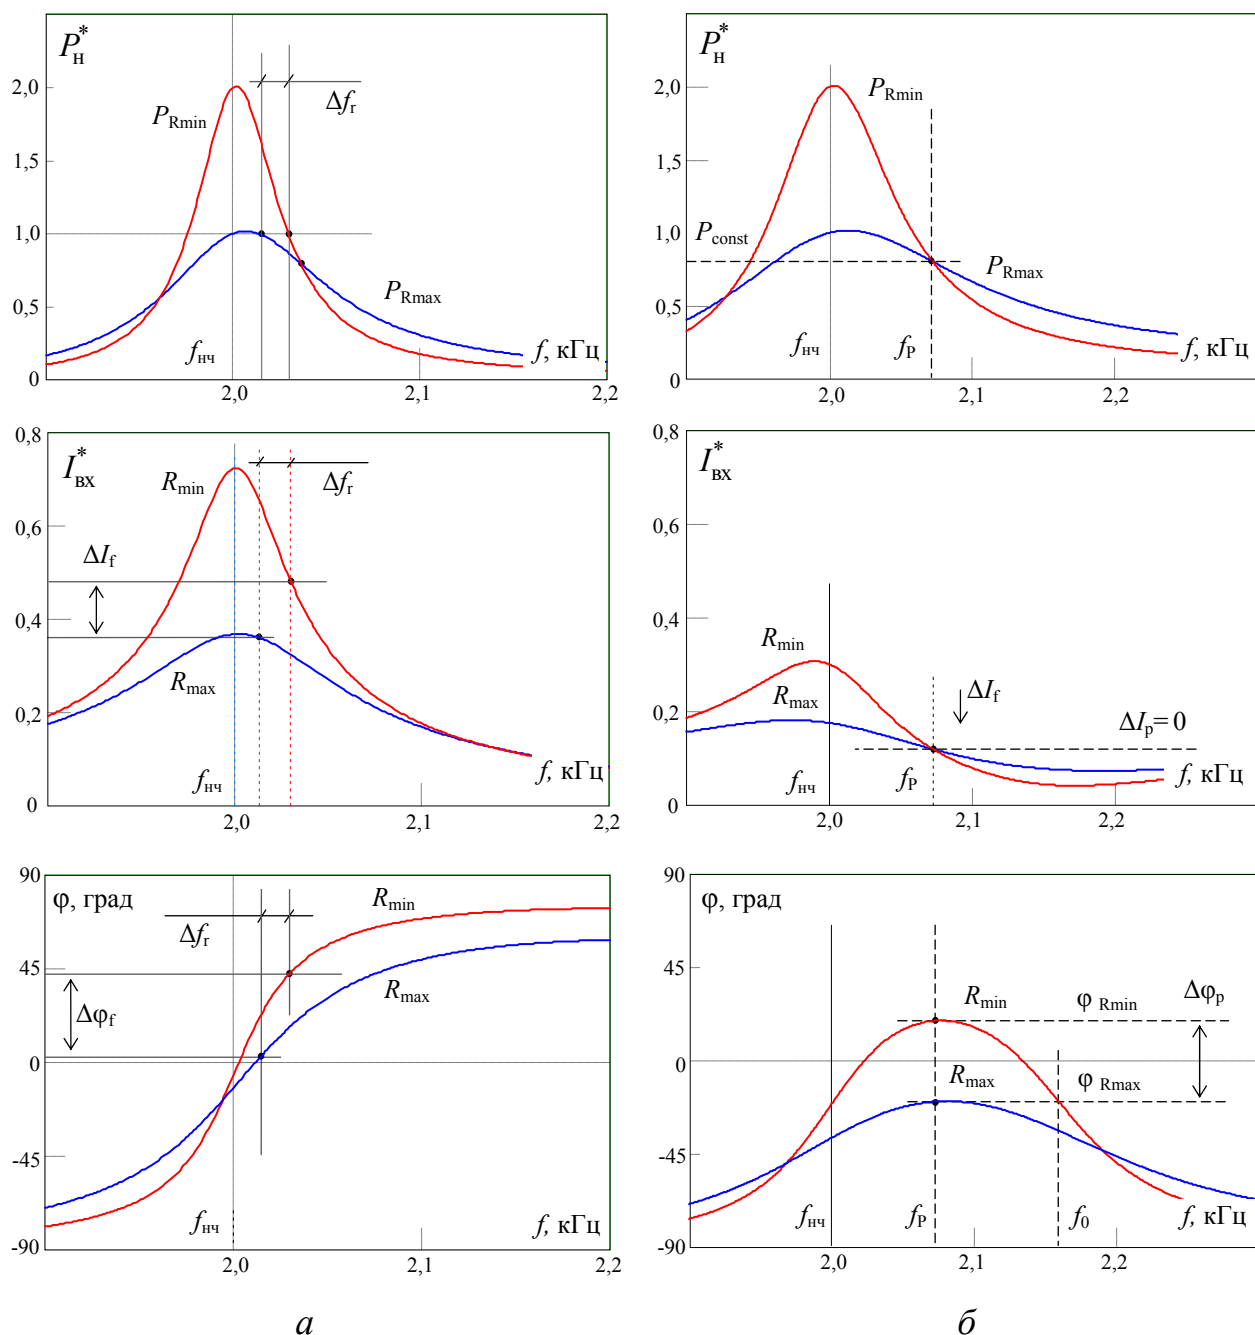 P*н
2,0
1,5
1,0
0,5
0
PRmin
Δfr
PRmax
fнч
f, кГц
2,0
2,1
2,2
P*н
2,0
1,5
1,0
0,5
0
PRmin
Pconst
PRmax
fнч
fP
f, кГц
2,0
2,1
2,2
0,8
0,6
0,4
0,2
0
I*вх
Rmin
Δfr
ΔIf
Rmax
fнч
f, кГц
2,0
2,1
2,2
0,8
0,6
0,4
0,2
0
I*вх
Rmin
Rmax
ΔIf
ΔIp= 0
fнч
fP
f, кГц
2,0
2,1
2,2
90
45
0
-45
-90
φ, град
Δfr
Rmin
Rmax
Δφf
fнч
f, кГц
2,0
2,1
2,2
90
45
0
-45
-90
φ, град
Rmin
φ Rmin
Δφp
Rmax
φ Rmax
fнч
fP
f0
f, кГц
2,0
2,1
2,2
а
б